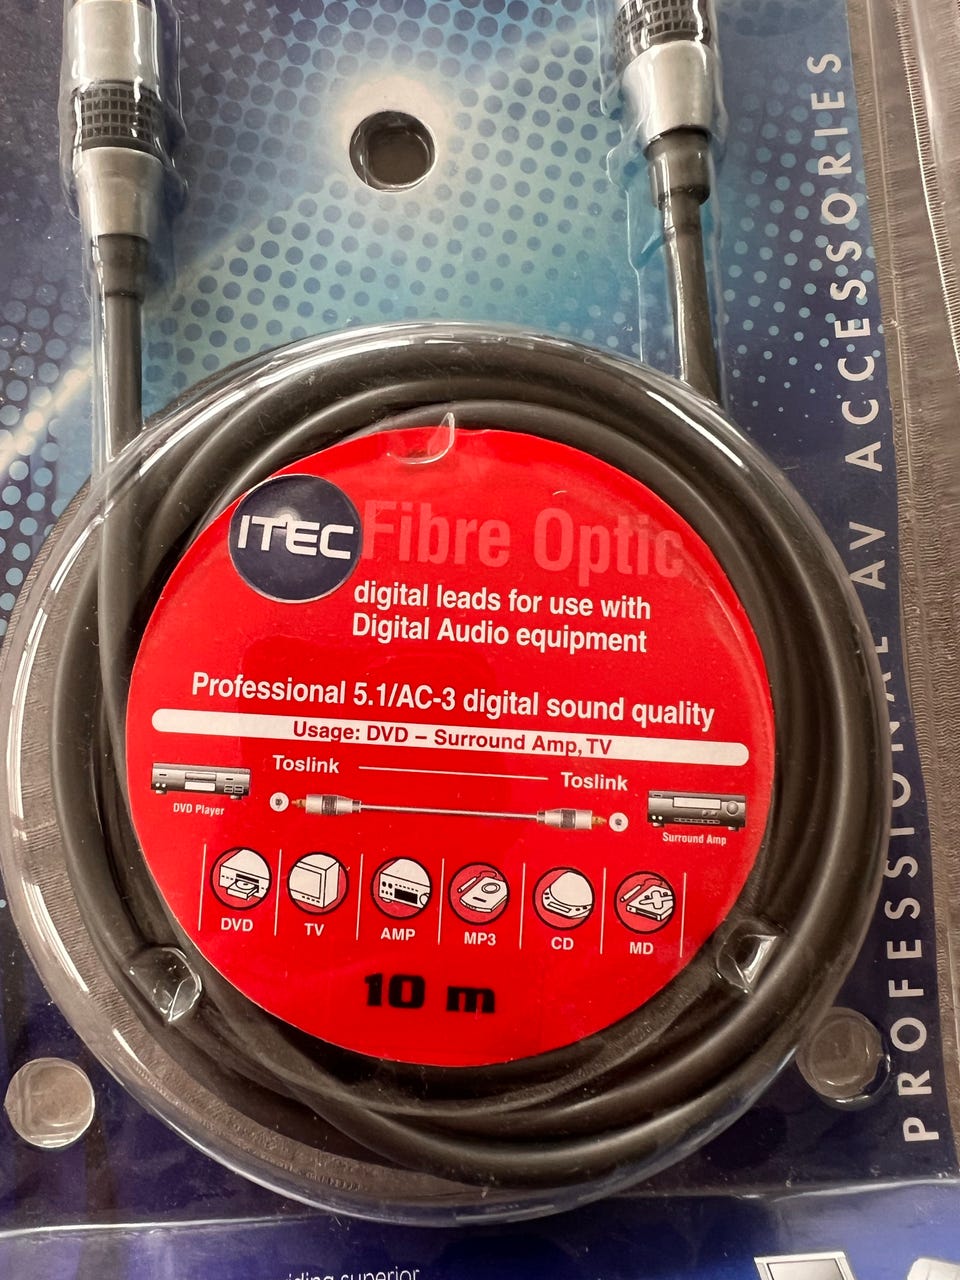 PROFESSIONAL AV ACCESSORIES
ITEC
Fibre Optic
digital leads for use with
Digital Audio equipment
Professional 5.1/AC-3 digital sound quality
Usage: DVD – Surround Amp, TV
Toslink
Toslink
DVD Player
Surround Amp
DVD
TV
AMP
MP3
CD
MD
10 m
superior